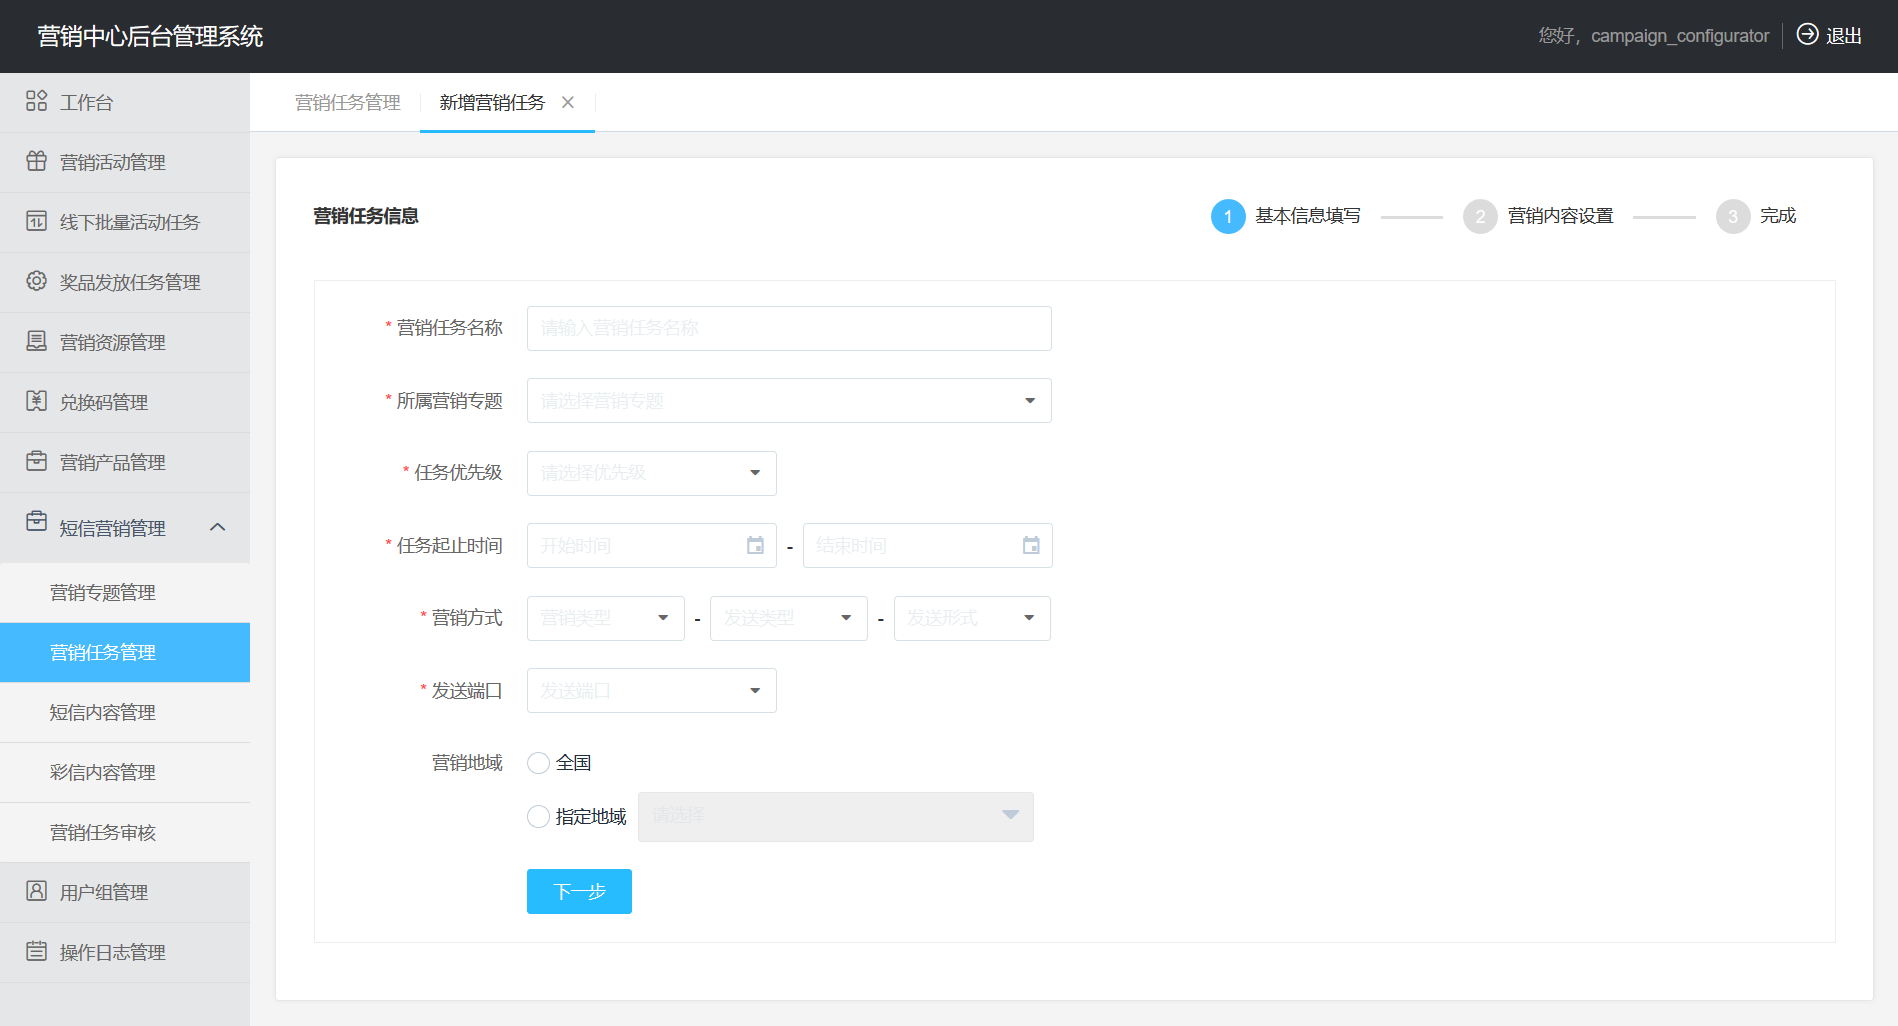 营销中心后台管理系统
您好，campaign_configurator
退出
工作台
营销活动管理
线下批量活动任务
奖品发放任务管理
营销资源管理
兑换码管理
营销产品管理
短信营销管理
营销专题管理
营销任务管理
短信内容管理
彩信内容管理
营销任务审核
用户组管理
操作日志管理
营销任务管理
新增营销任务
营销任务信息
1 基本信息填写
2 营销内容设置
3 完成
* 营销任务名称 请输入营销任务名称
* 所属营销专题 请选择营销专题
* 任务优先级 请选择优先级
* 任务起止时间 开始时间 - 结束时间
* 营销方式 营销类型 - 发送类型 - 发送形式
* 发送端口 发送端口
营销地域 全国
指定地域 请选择
下一步